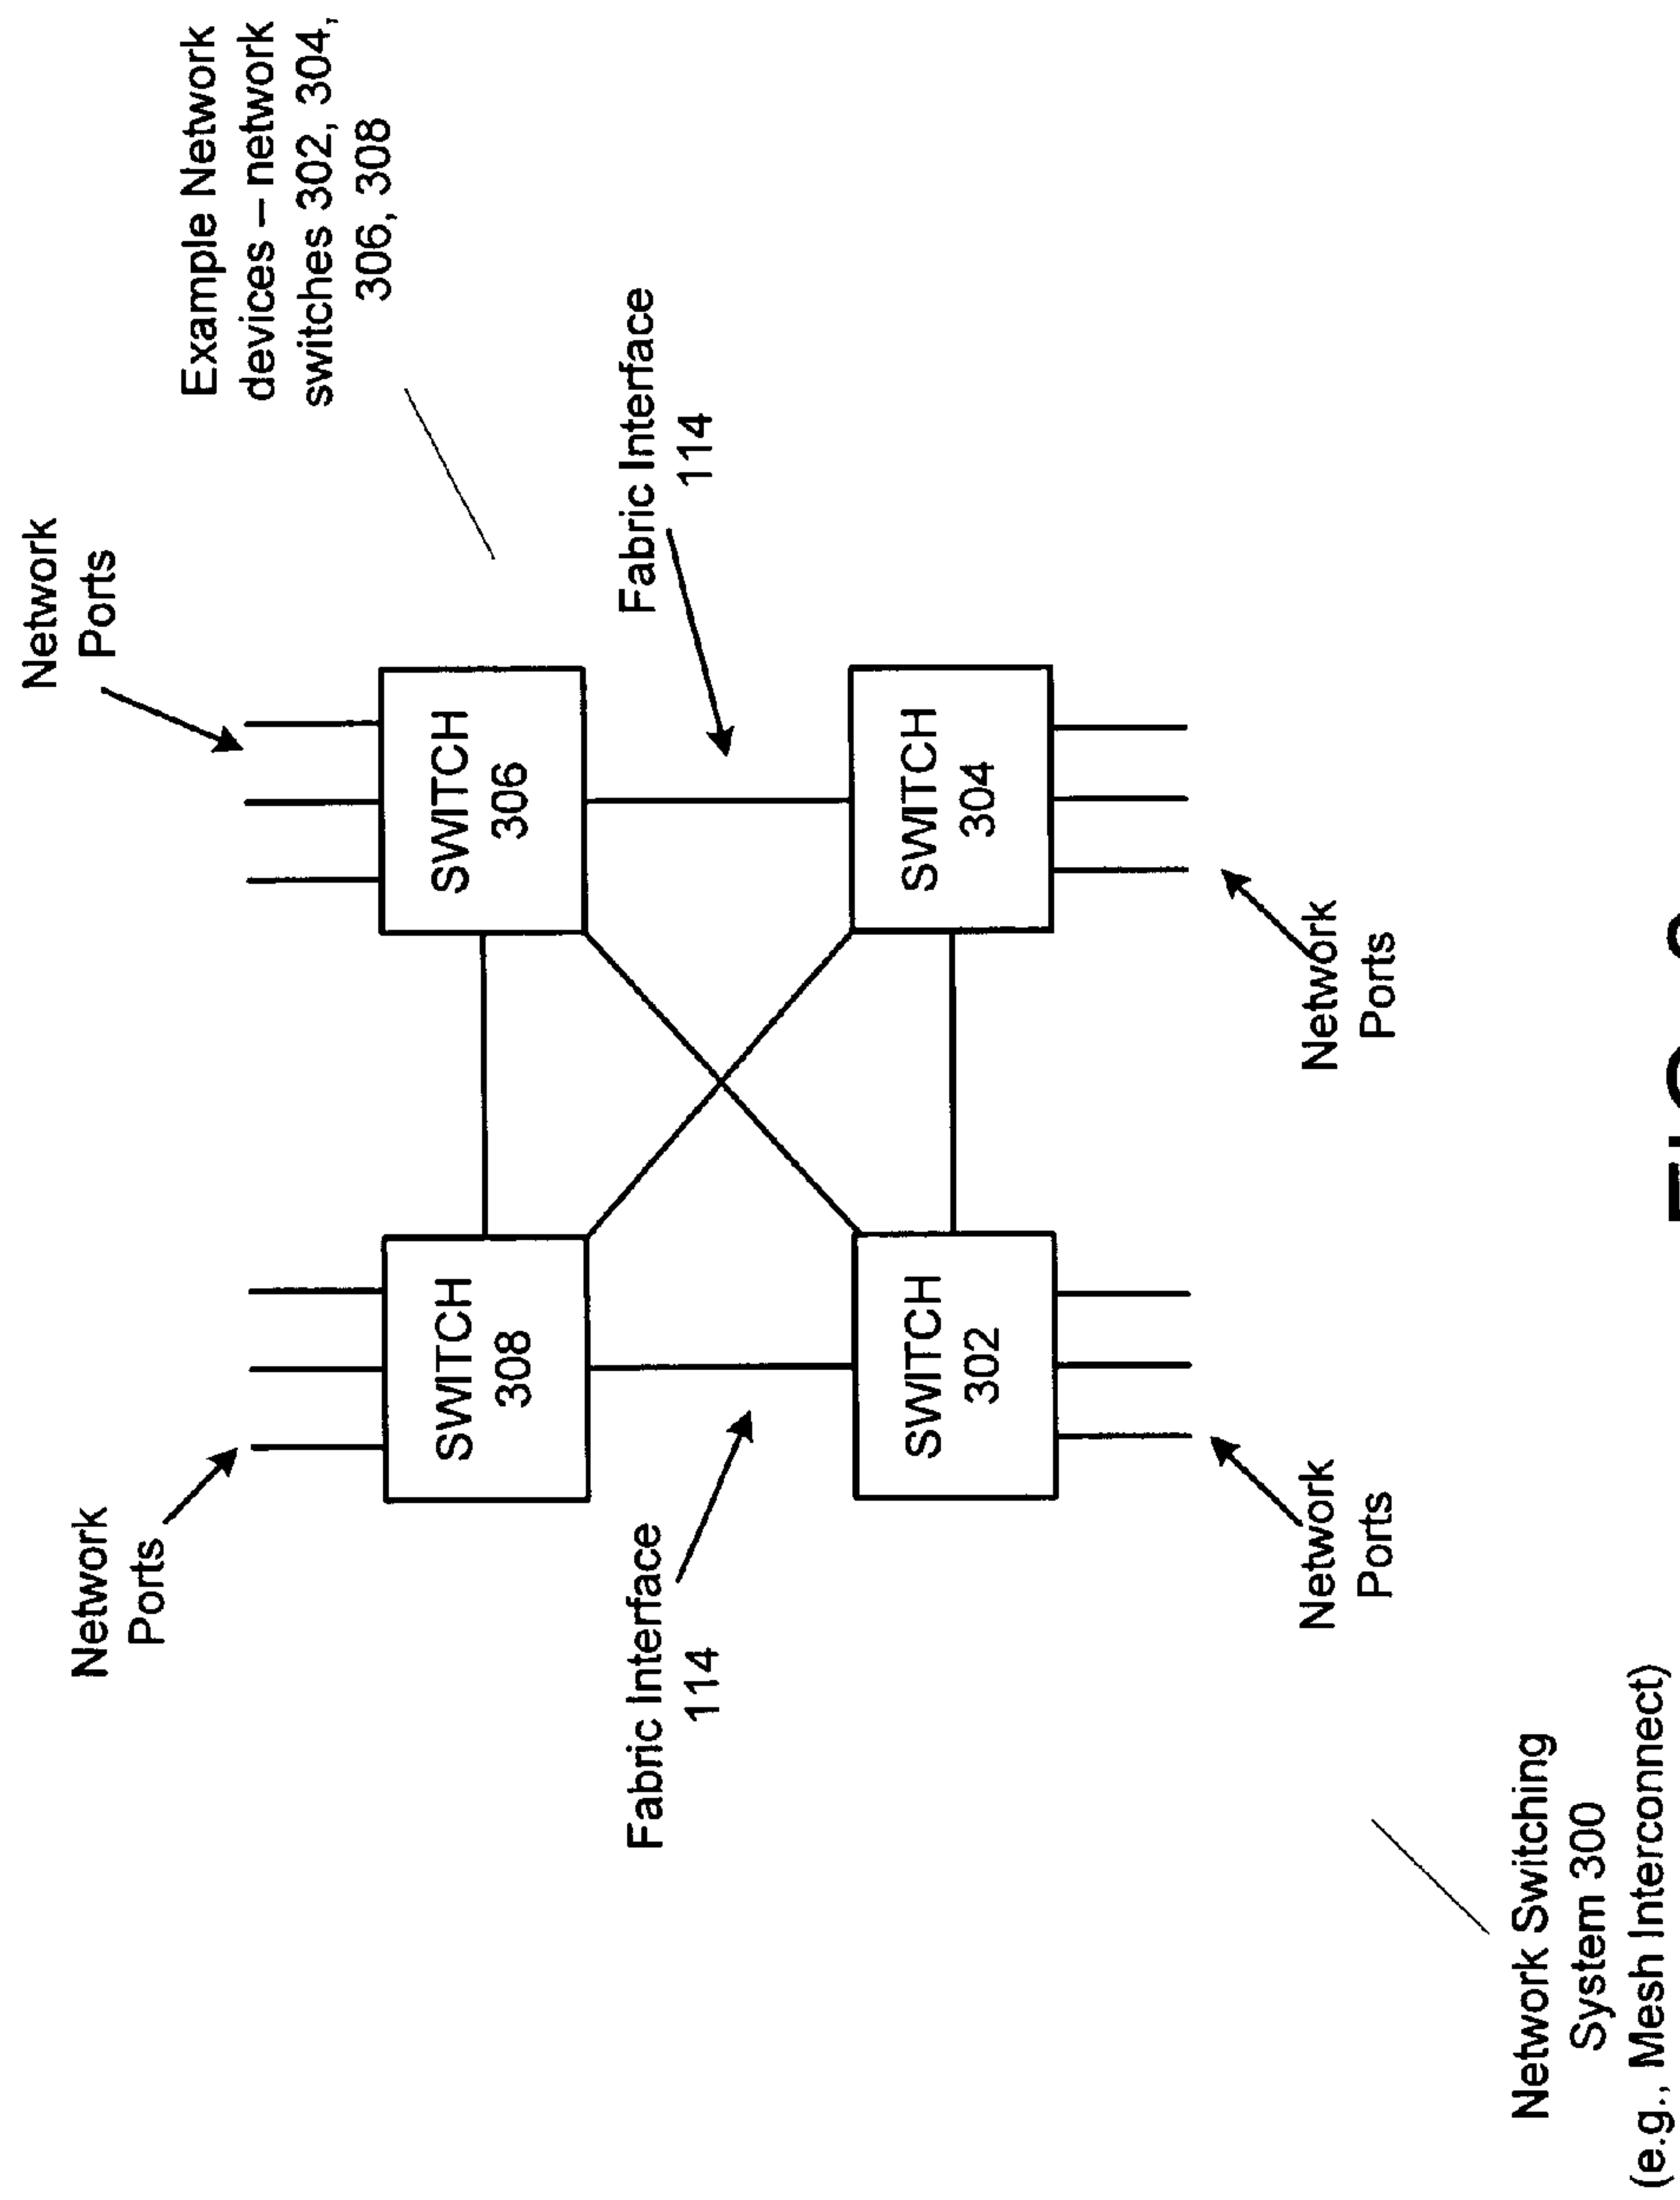 Network
Ports
Network
Ports
Example Network
devices – network
switches 302, 304,
306, 308
SWITCH
308
SWITCH
306
Fabric Interface
114
Fabric Interface
114
SWITCH
302
SWITCH
304
Network
Ports
Network
Ports
Network Switching
System 300
(e.g., Mesh Interconnect)